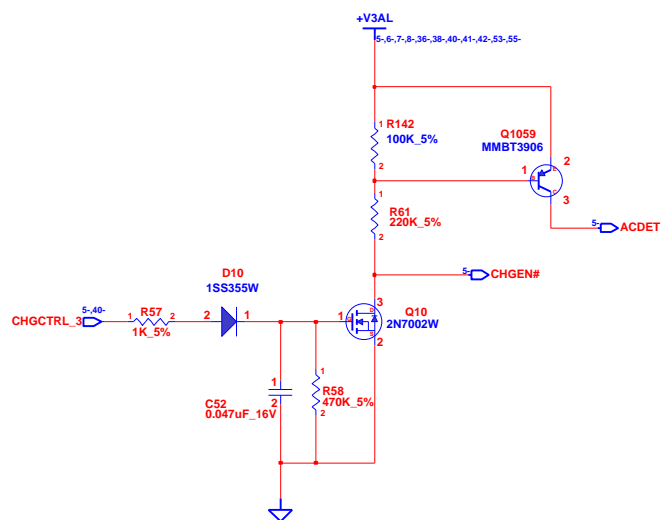 +V3AL
5-,6-,7-,8-,36-,38-,40-,41-,42-,53-,55-
Q1059
MMBT3906
1
R142
100K_5%
2
1
B
E
2
C
3
1
R61
220K_5%
2
5-
ACDET
5-
CHGEN#
D10
1SS355W
5-,40-
CHGCTRL_3
1
R57
2
1K_5%
2
1
1
G
D
3
S
2
Q10
2N7002W
1
2
C52
0.047uF_16V
1
R58
470K_5%
2